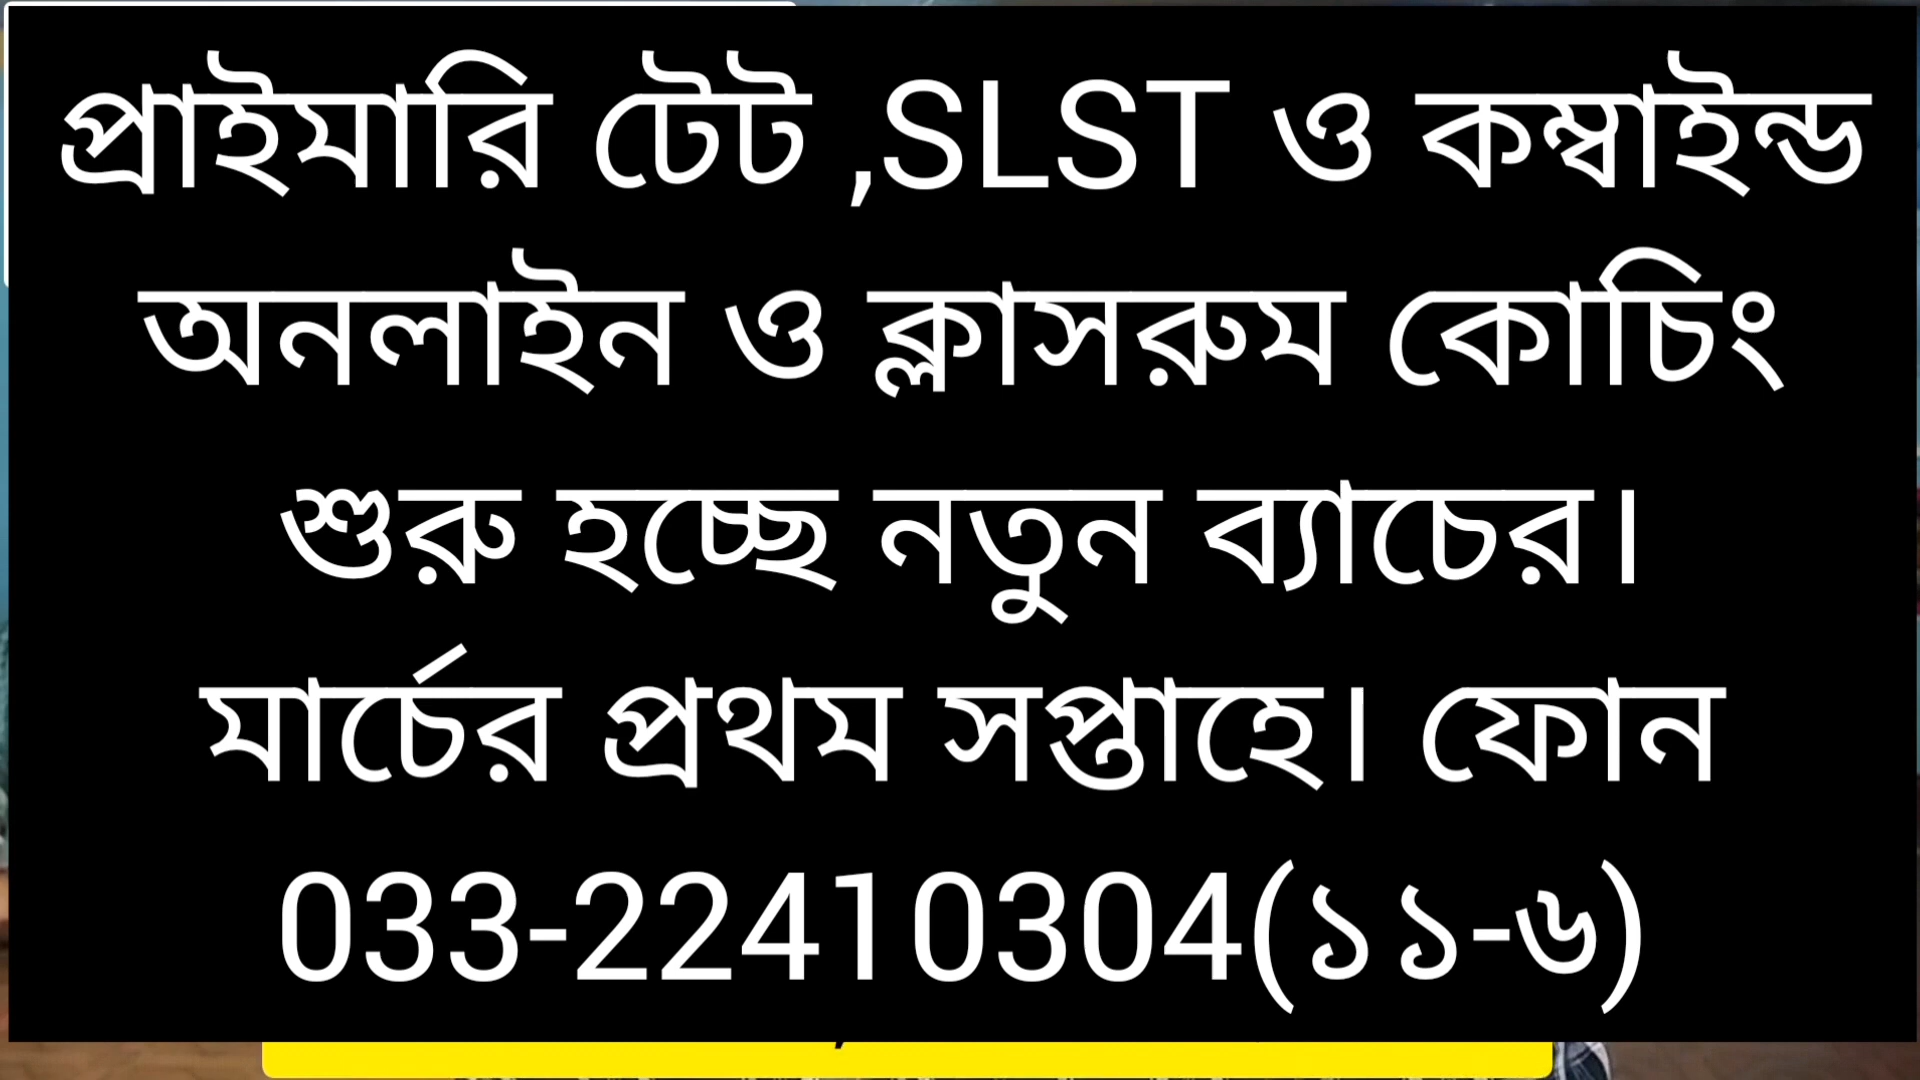 প্রাইমারি টেট ,SLST ও কম্বাইন্ড
অনলাইন ও ক্লাসরুম কোচিং
শুরু হচ্ছে নতুন ব্যাচের।
মার্চের প্রথম সপ্তাহে। ফোন
033-22410304(১১-৬)